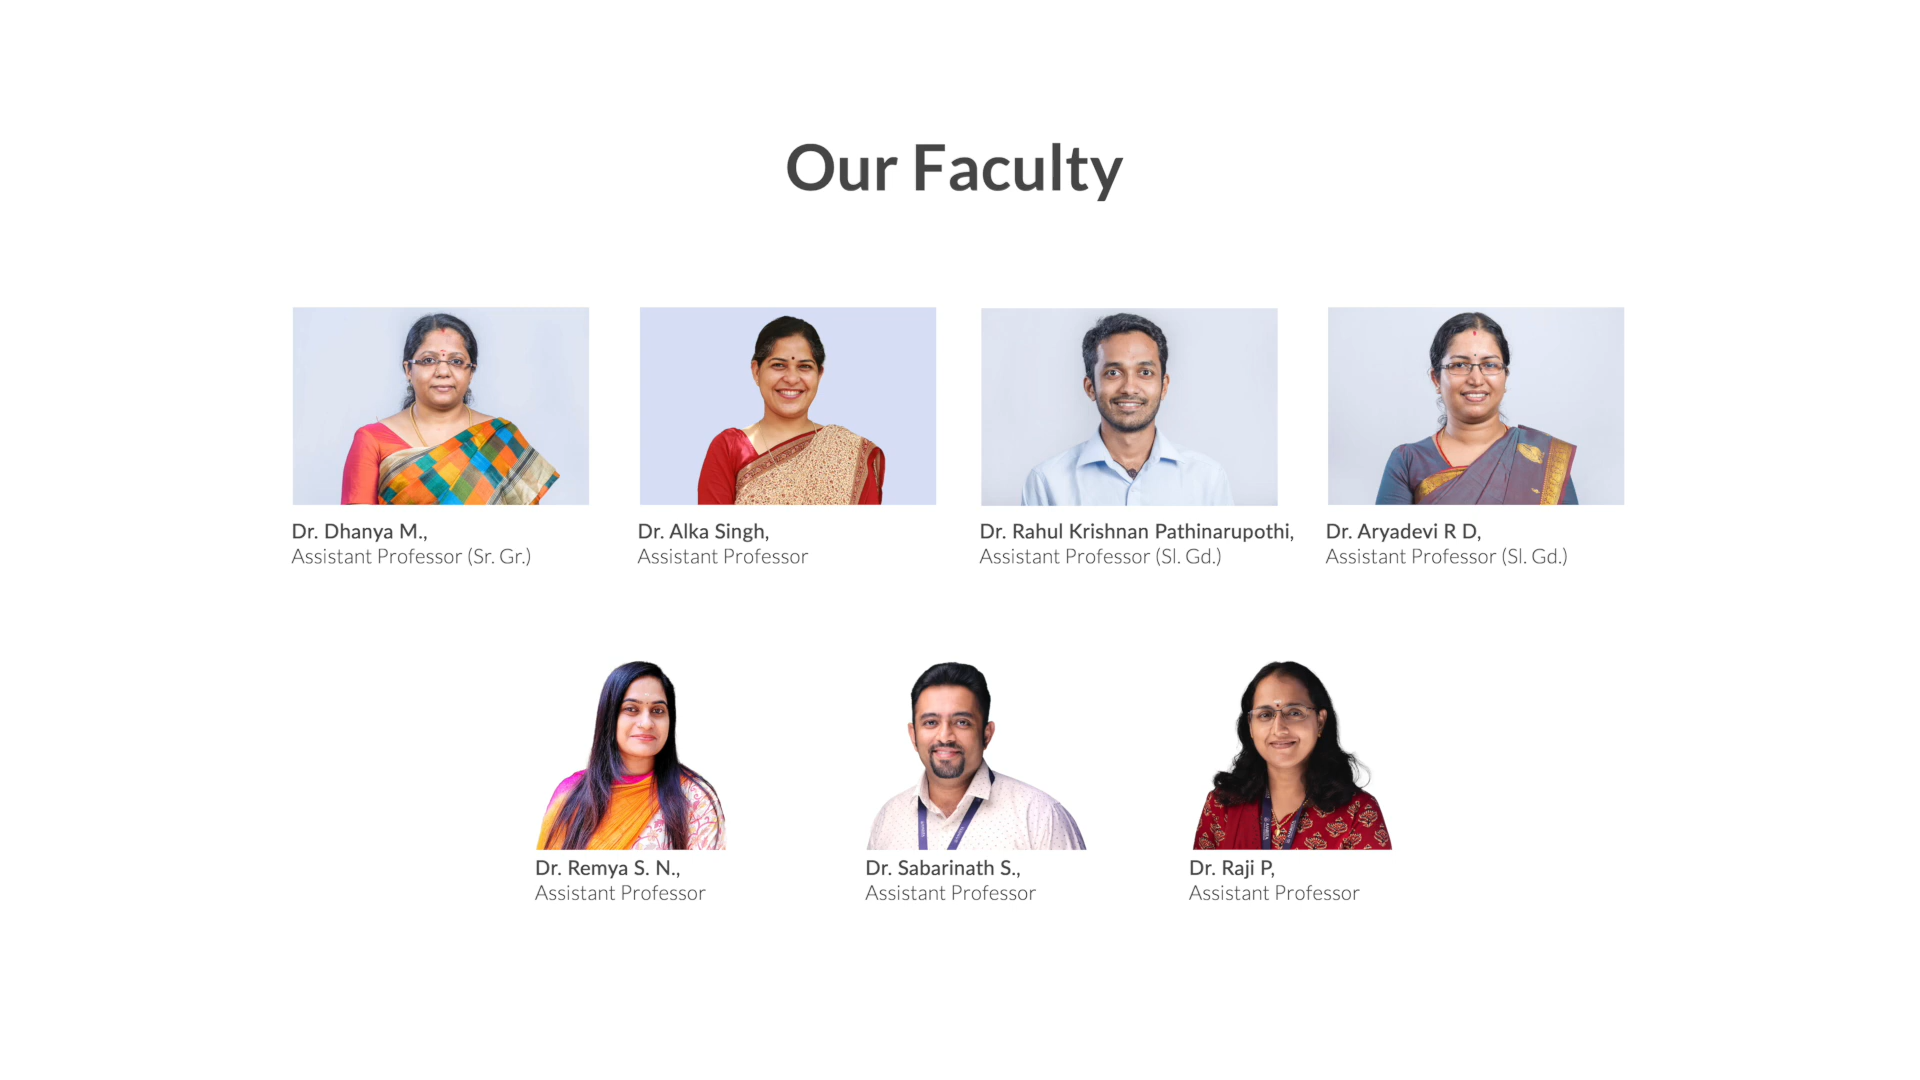 Our Faculty
Dr. Dhanya M.,
Assistant Professor (Sr. Gr.)
Dr. Alka Singh,
Assistant Professor
Dr. Rahul Krishnan Pathinarupothi,
Assistant Professor (Sl. Gd.)
Dr. Aryadevi R D,
Assistant Professor (Sl. Gd.)
Dr. Remya S. N.,
Assistant Professor
Dr. Sabarinath S.,
Assistant Professor
Dr. Raji P,
Assistant Professor